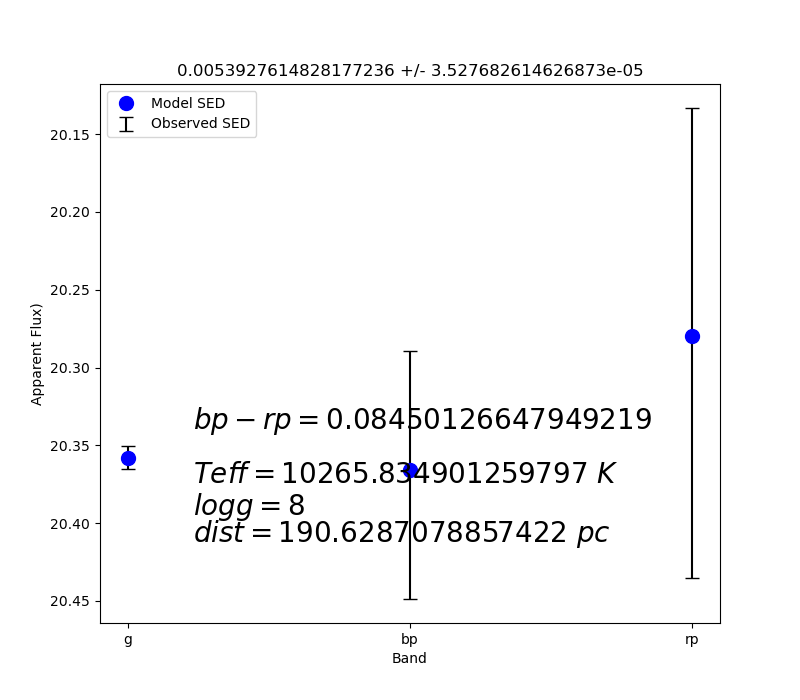 0.0053927614828177236 +/- 3.527682614626873e-05
Model SED
Observed SED
20.15
20.20
20.25
20.30
20.35
20.40
20.45
Apparent Flux)
bp − rp = 0.08450126647949219
Teff = 10265.834901259797 K
logg = 8
dist = 190.6287078857422 pc
g bp rp
Band